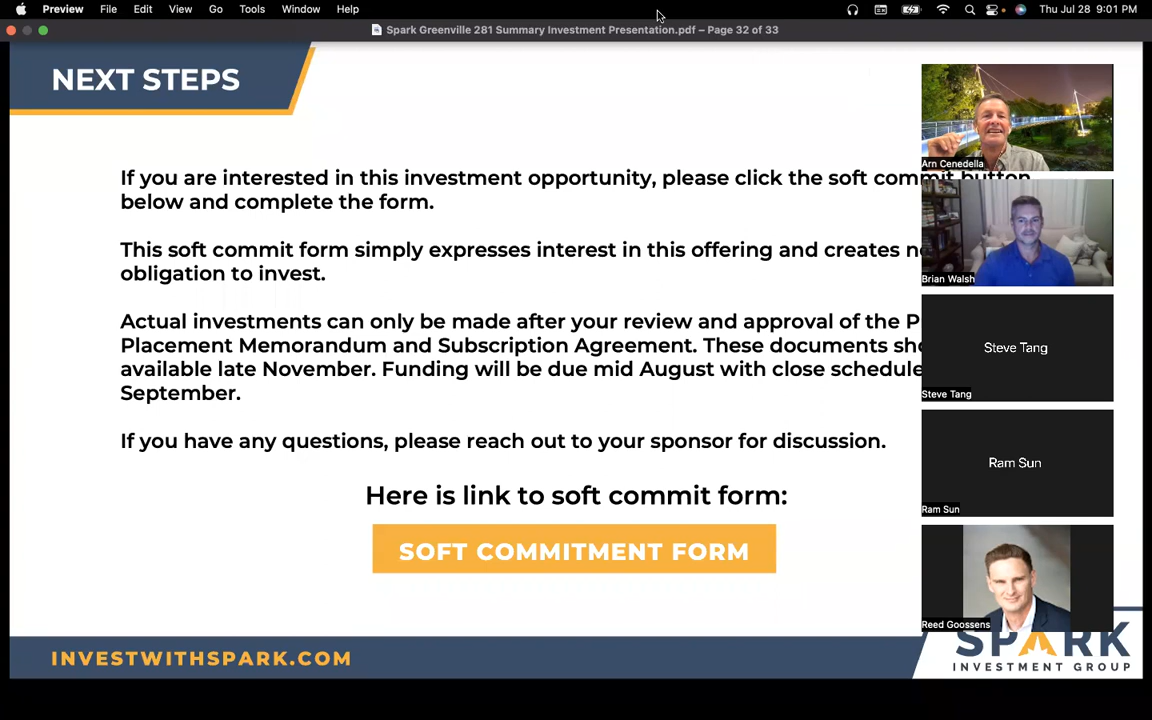 Preview File Edit View Go Tools Window Help Thu Jul 28 9:01 PM
Spark Greenville 281 Summary Investment Presentation.pdf – Page 32 of 33
NEXT STEPS
If you are interested in this investment opportunity, please click the soft commit button
below and complete the form.
This soft commit form simply expresses interest in this offering and creates
obligation to invest.
Actual investments can only be made after your review and approval of the
Placement Memorandum and Subscription Agreement. These documents
available late November. Funding will be due mid August with close
September.
If you have any questions, please reach out to your sponsor for discussion.
Here is link to soft commit form:
SOFT COMMITMENT FORM
INVESTWITHSPARK.COM
Arn Cenedella
Brian Walsh
Steve Tang
Steve Tang
Ram Sun
Ram Sun
Reed Goossens
SPARK
INVESTMENT GROUP